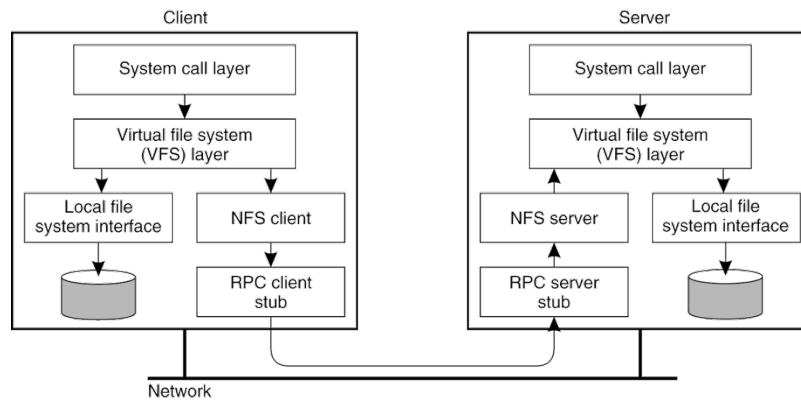 Client
Server
System call layer
System call layer
Virtual file system
(VFS) layer
Virtual file system
(VFS) layer
Local file
system interface
NFS client
NFS server
Local file
system interface
RPC client
stub
RPC server
stub
Network